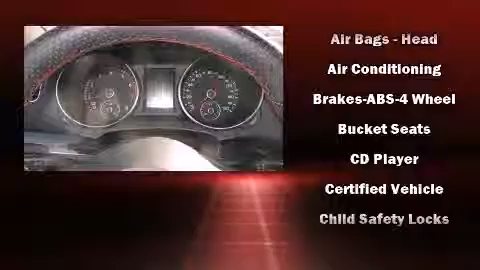 Air Bags - Head
Air Conditioning
Brakes-ABS-4 Wheel
Bucket Seats
CD Player
Certified Vehicle
Child Safety Locks